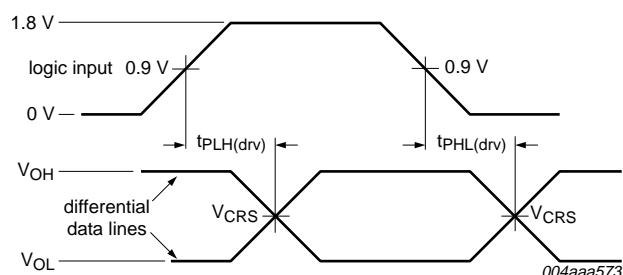 1.8 V
logic input 0.9 V
0.9 V
0 V
tPLH(drv)
tPHL(drv)
VOH
differential
data lines
VCRS
VCRS
VOL
004aaa573